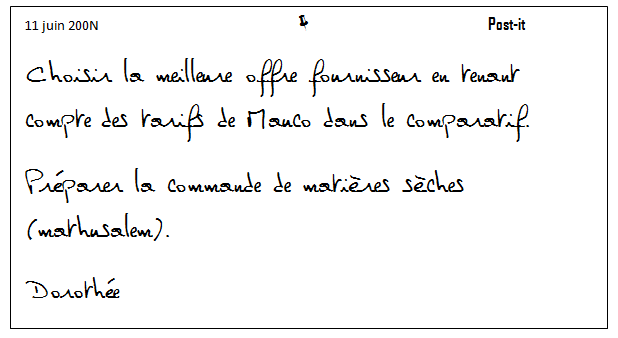 11 juin 200N Post-it
Choisir la meilleure offre fournisseur en tenant
compte des tarifs de Manco dans le comparatif.
Préparer la commande de matières sèches
(mathusalem).
Dorothée